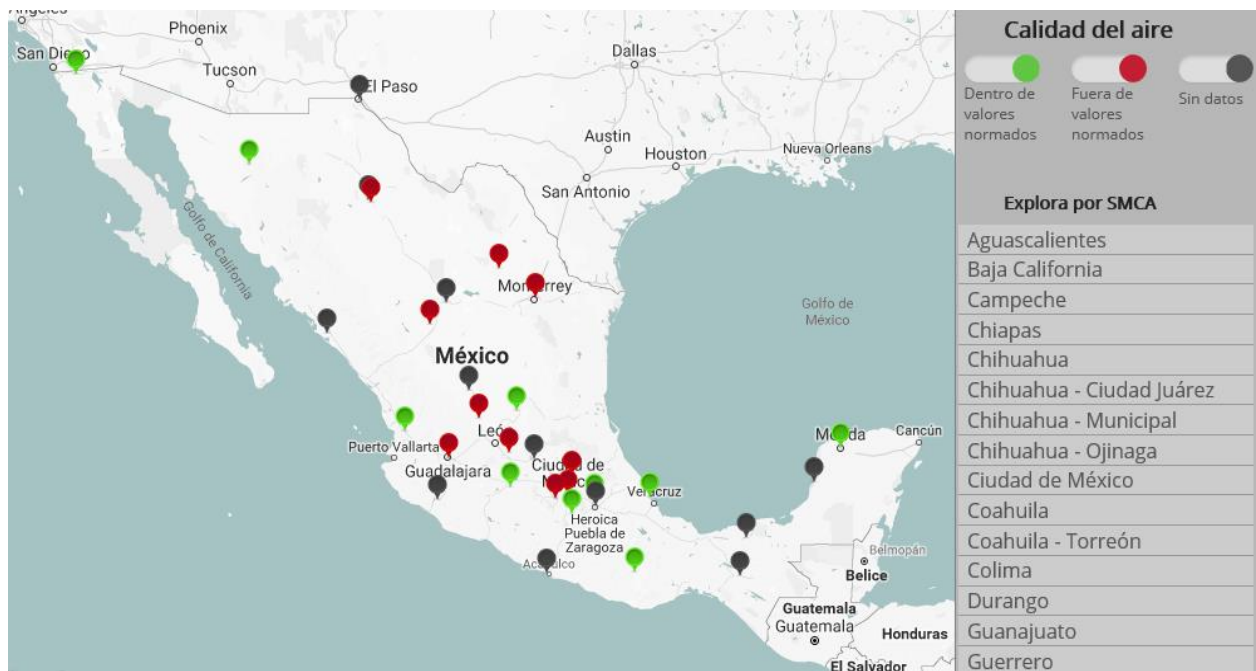 Angeles
Phoenix
San Diego
Tucson
El Paso
Dallas
Austin
Houston
Nueva Orleans
San Antonio
Golfo de California
Monterrey
Golfo de
México
México
Puerto Vallarta
León
Guadalajara
Ciudad de
México
Veracruz
Heroica
Puebla de
Zaragoza
Acapulco
Mérida
Cancún
Belmopán
Belice
Guatemala
Guatemala
Honduras
El Salvador
Calidad del aire
Dentro de
valores
normados
Fuera de
valores
normados
Sin datos
Explora por SMCA
Aguascalientes
Baja California
Campeche
Chiapas
Chihuahua
Chihuahua - Ciudad Juárez
Chihuahua - Municipal
Chihuahua - Ojinaga
Ciudad de México
Coahuila
Coahuila - Torreón
Colima
Durango
Guanajuato
Guerrero